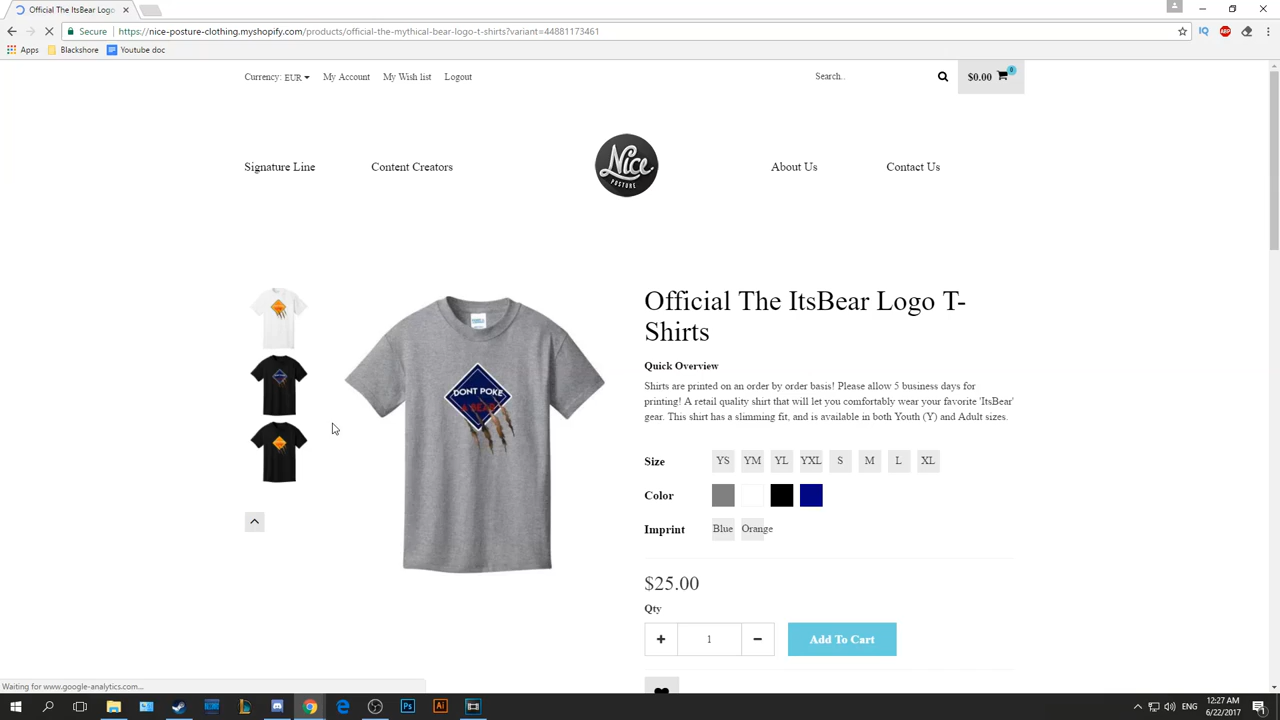 Official The ItsBear Logo
Secure
https://nice-posture-clothing.myshopify.com/products/official-the-mythical-bear-logo-t-shirts?variant=44881173461
Apps Blackshore Youtube doc
Currency: EUR My Account My Wish list Logout
Search..
$0.00 0
Signature Line Content Creators
Nice
POSTURE
About Us Contact Us
Official The ItsBear Logo T-
Shirts
Quick Overview
Shirts are printed on an order by order basis! Please allow 5 business days for
printing! A retail quality shirt that will let you comfortably wear your favorite 'ItsBear'
gear. This shirt has a slimming fit, and is available in both Youth (Y) and Adult sizes.
DONT POKE
A BEAR
Size YS YM YL YXL S M L XL
Color
Imprint Blue Orange
$25.00
Qty
+ 1 −
Add To Cart
Waiting for www.google-analytics.com...
ENG
12:27 AM
6/22/2017